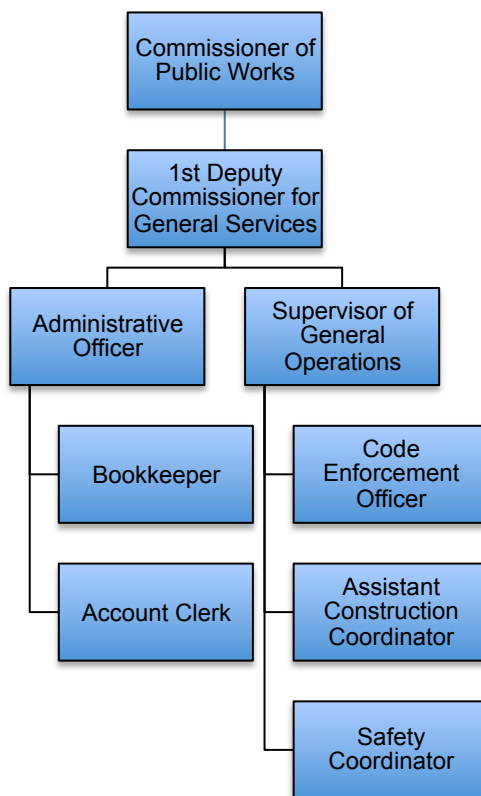 Commissioner of
Public Works
1st Deputy
Commissioner for
General Services
Administrative
Officer
Supervisor of
General
Operations
Bookkeeper
Code
Enforcement
Officer
Account Clerk
Assistant
Construction
Coordinator
Safety
Coordinator